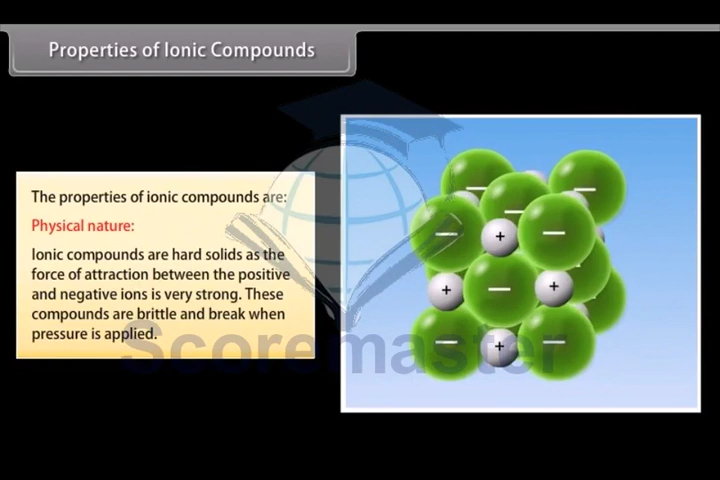 Properties of Ionic Compounds
The properties of ionic compounds are:
Physical nature:
Ionic compounds are hard solids as the
force of attraction between the positive
and negative ions is very strong. These
compounds are brittle and break when
pressure is applied.
Scoremaster
− −
−
− + −
+ − +
− + −